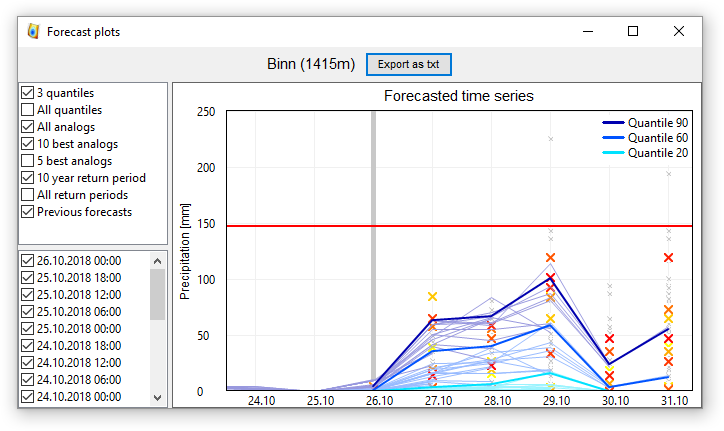 Forecast plots
Binn (1415m) Export as txt
3 quantiles
All quantiles
All analogs
10 best analogs
5 best analogs
10 year return period
All return periods
Previous forecasts
26.10.2018 00:00
25.10.2018 18:00
25.10.2018 12:00
25.10.2018 06:00
25.10.2018 00:00
24.10.2018 18:00
24.10.2018 12:00
24.10.2018 06:00
24.10.2018 00:00
Forecasted time series
Precipitation [mm]
250
200
150
100
50
0
24.10 25.10 26.10 27.10 28.10 29.10 30.10 31.10
Quantile 90
Quantile 60
Quantile 20